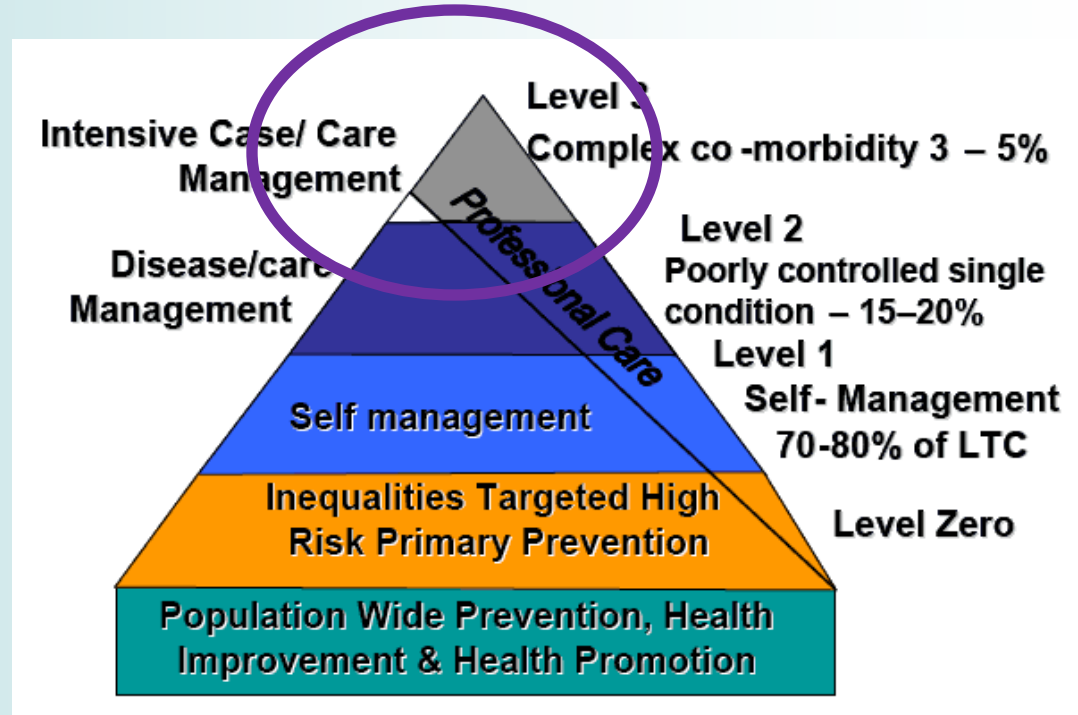 Level 3
Complex co -morbidity 3 – 5%
Intensive Case/ Care
Management
Professional Care
Level 2
Poorly controlled single
condition – 15–20%
Disease/care
Management
Level 1
Self- Management
70-80% of LTC
Self management
Level Zero
Inequalities Targeted High
Risk Primary Prevention
Population Wide Prevention, Health
Improvement & Health Promotion